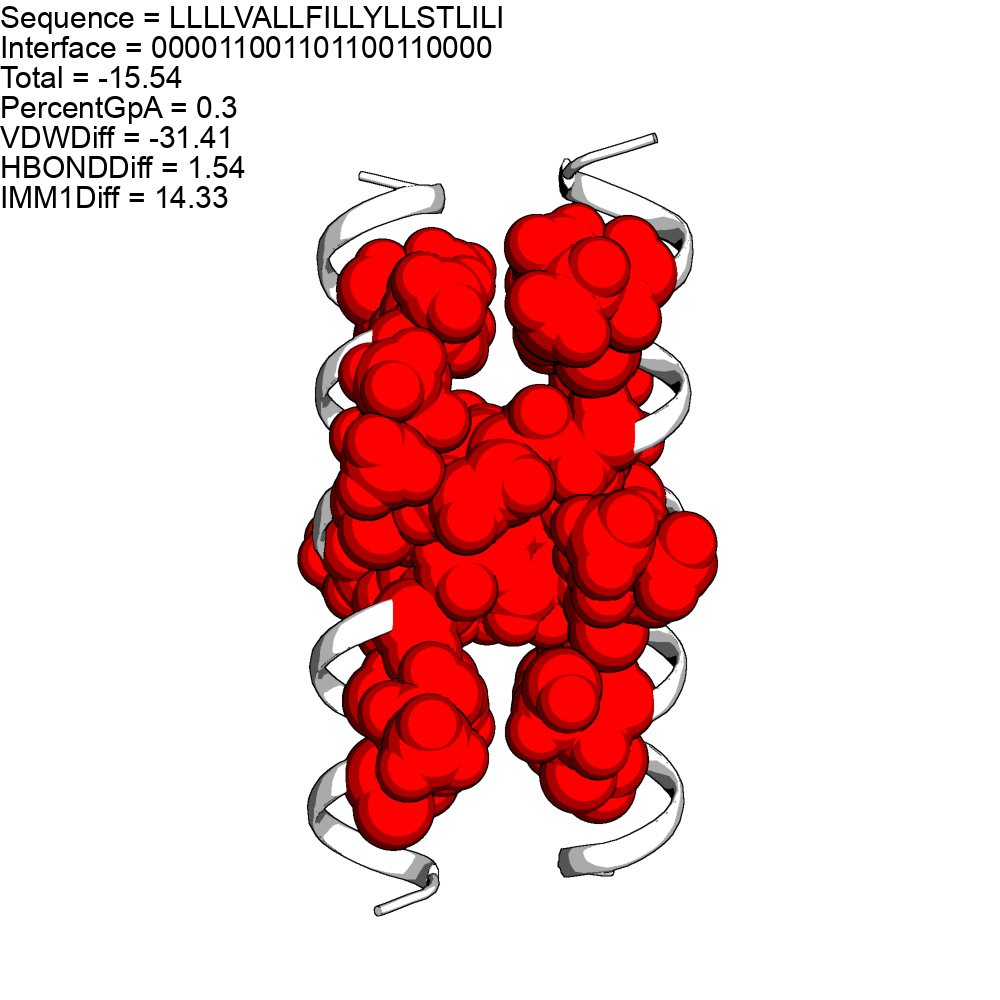 Sequence = LLLLVALLFILLYLLSTLILI
Interface = 000011001101100110000
Total = -15.54
PercentGpA = 0.3
VDWDiff = -31.41
HBONDDiff = 1.54
IMM1Diff = 14.33